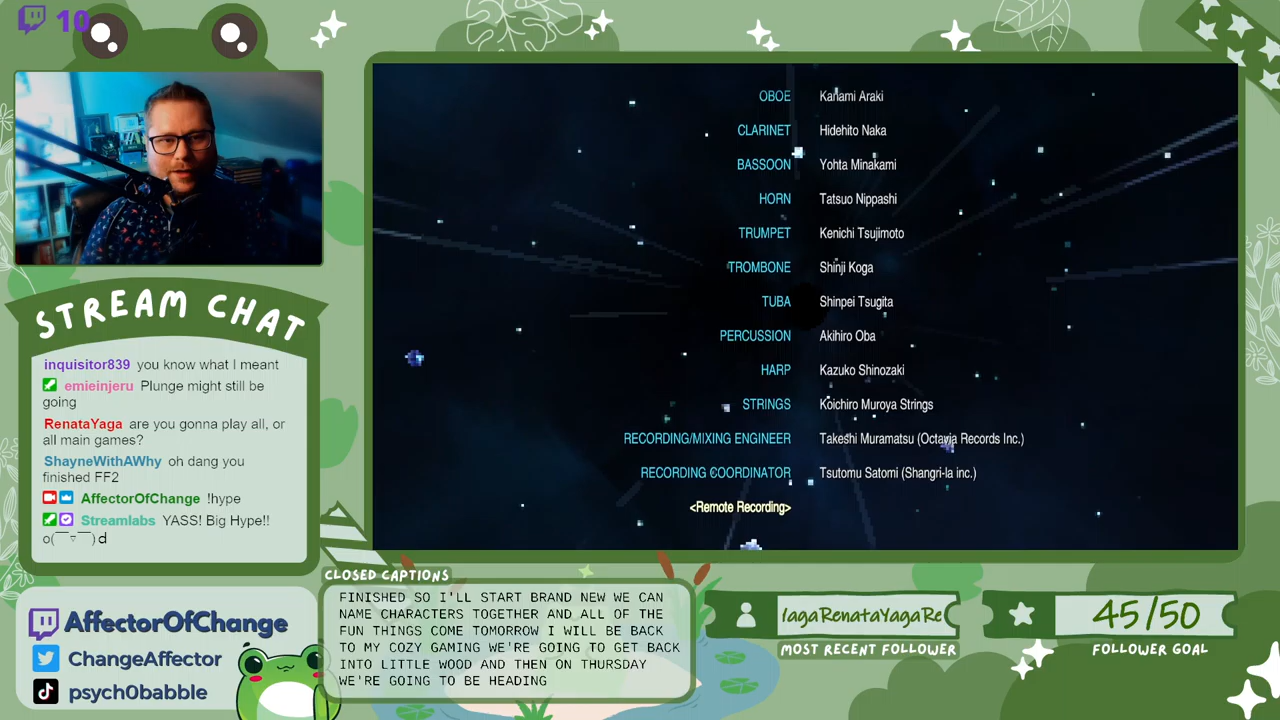 10
OBOE Kanami Araki
CLARINET Hidehito Naka
BASSOON Yohta Minakami
HORN Tatsuo Nippashi
TRUMPET Kenichi Tsujimoto
TROMBONE Shinji Koga
TUBA Shinpei Tsugita
PERCUSSION Akihiro Oba
HARP Kazuko Shinozaki
STRINGS Koichiro Muroya Strings
RECORDING/MIXING ENGINEER Takeshi Muramatsu (Octavia Records Inc.)
RECORDING COORDINATOR Tsutomu Satomi (Shangri-la inc.)
<Remote Recording>
STREAM CHAT
inquisitor839 you know what I meant
emieinjeru Plunge might still be
going
RenataYaga are you gonna play all, or
all main games?
ShayneWithAWhy oh dang you
finished FF2
AffectorOfChange !hype
Streamlabs YASS! Big Hype!!
o(￣▽￣)d
AffectorOfChange
ChangeAffector
psych0babble
CLOSED CAPTIONS
FINISHED SO I'LL START BRAND NEW WE CAN
NAME CHARACTERS TOGETHER AND ALL OF THE
FUN THINGS COME TOMORROW I WILL BE BACK
TO MY COZY GAMING WE'RE GOING TO GET BACK
INTO LITTLE WOOD AND THEN ON THURSDAY
WE'RE GOING TO BE HEADING
YagaRenataYagaRe
MOST RECENT FOLLOWER
45/50
FOLLOWER GOAL